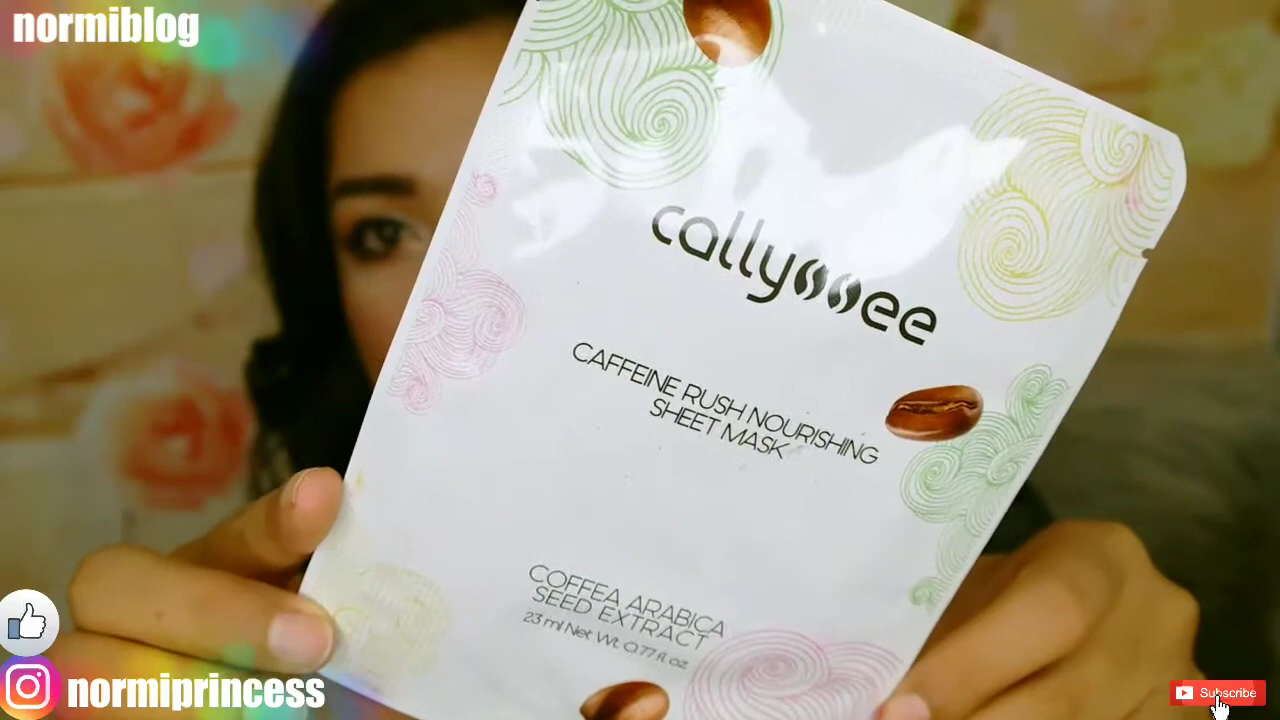 normiblog
callymee
CAFFEINE RUSH NOURISHING
SHEET MASK
COFFEA ARABICA
SEED EXTRACT
23 ml Net Wt. 0.77 fl. oz.
normiprincess
Subscribe